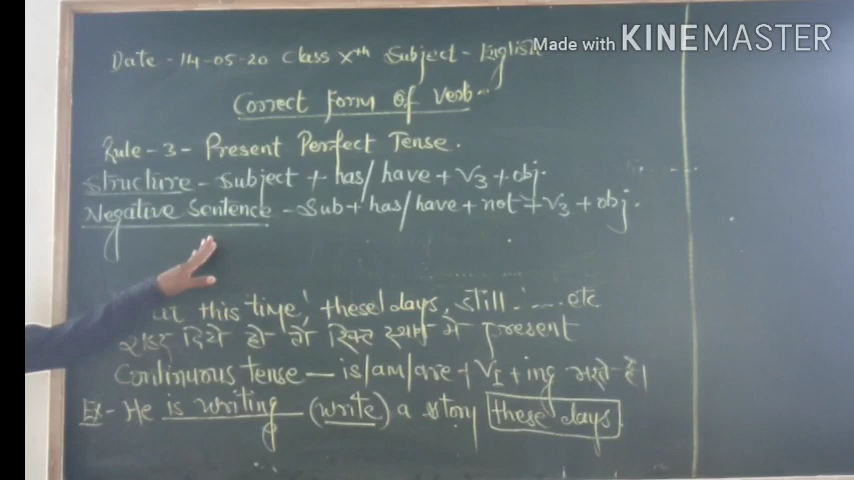 Made with KINEMASTER
Date - 14-05-20 Class Xth Subject - English
Correct Form Of Verb -
Rule - 3 - Present Perfect Tense.
Structure - Subject + has/have + V3 + obj.
Negative Sentence - Sub + has/have + not + V3 + obj.
this time, these days, still. .... etc
शब्द दिये हो तो रिक्त स्थान में present
Continuous tense — is/am/are + VI + ing भरते हैं।
Ex - He is writing (write) a story these days.